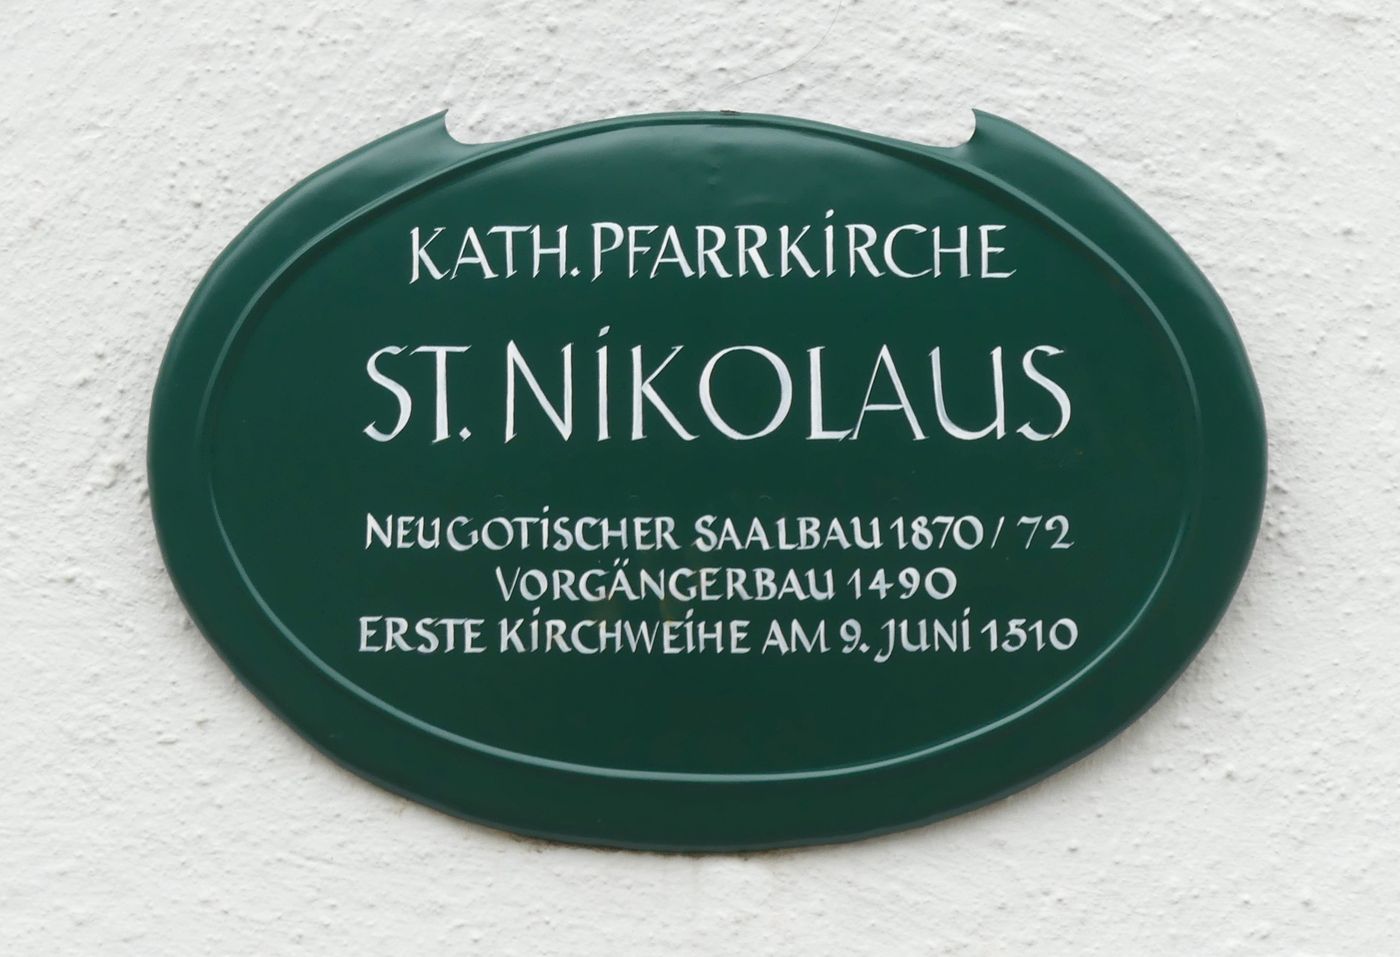 KATH. PFARRKIRCHE
ST. NIKOLAUS
NEUGOTISCHER SAALBAU 1870 / 72
VORGÄNGERBAU 1490
ERSTE KIRCHWEIHE AM 9. JUNI 1510